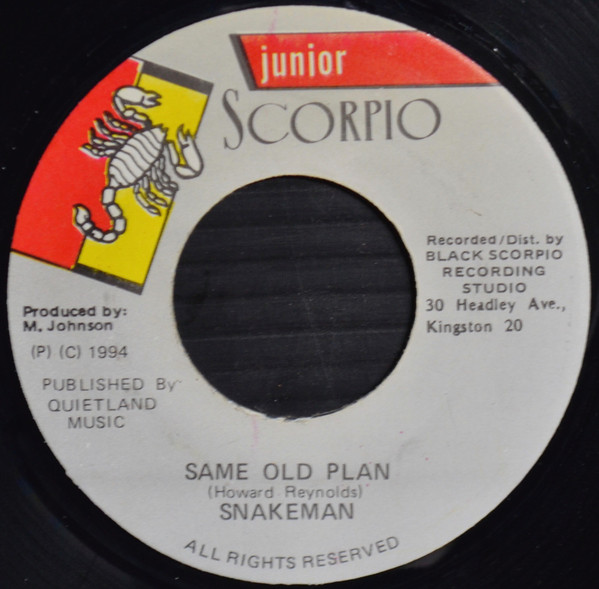 junior
SCORPIO
Recorded/Dist. by
BLACK SCORPIO
RECORDING
STUDIO
30 Headley Ave.,
Kingston 20
Produced by:
M. Johnson
(P) (C) 1994
PUBLISHED By
QUIETLAND
MUSIC
SAME OLD PLAN
(Howard Reynolds)
SNAKEMAN
ALL RIGHTS RESERVED